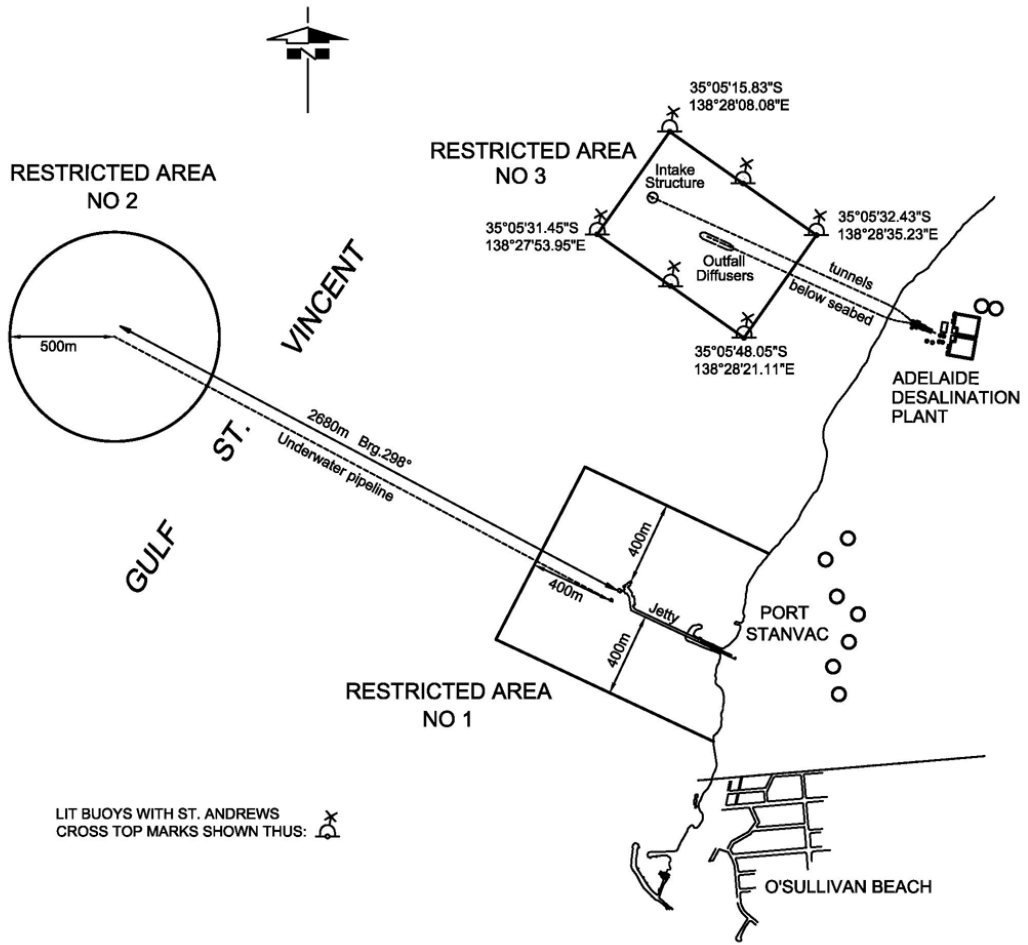 N
35°05'15.83"S
138°28'08.08"E
RESTRICTED AREA
NO 3
Intake
Structure
RESTRICTED AREA
NO 2
35°05'31.45"S
138°27'53.95"E
35°05'32.43"S
138°28'35.23"E
Outfall
Diffusers
tunnels
below seabed
500m
35°05'48.05"S
138°28'21.11"E
ADELAIDE
DESALINATION
PLANT
GULF ST. VINCENT
2680m Brg.298°
Underwater pipeline
400m
400m
Jetty
400m
PORT
STANVAC
RESTRICTED AREA
NO 1
LIT BUOYS WITH ST. ANDREWS
CROSS TOP MARKS SHOWN THUS:
O'SULLIVAN BEACH